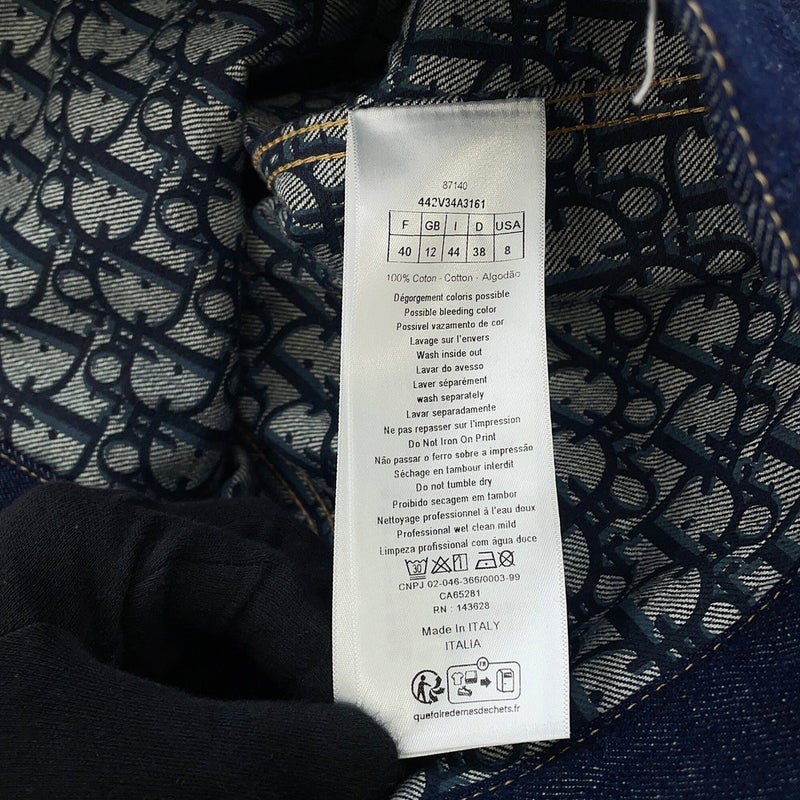 87140
442V34A3161
F GB I D USA
40 12 44 38 8
100% Coton - Cotton - Algodão
Dégorgement coloris possible
Possible bleeding color
Possivel vazamento de cor
Lavage sur l'envers
Wash inside out
Lavar do avesso
Laver séparément
wash separately
Lavar separadamente
Ne pas repasser sur l'impression
Do Not Iron On Print
Não passar o ferro sobre a impressão
Séchage en tambour interdit
Do not tumble dry
Proibido secagem em tambor
Nettoyage professionnel à l'eau doux
Professional wet clean mild
Limpeza profissional com água doce
30
CNPJ 02-046-366/0003-99
CA65281
RN : 143628
Made In ITALY
ITALIA
FR
quefairedemesdechets.fr